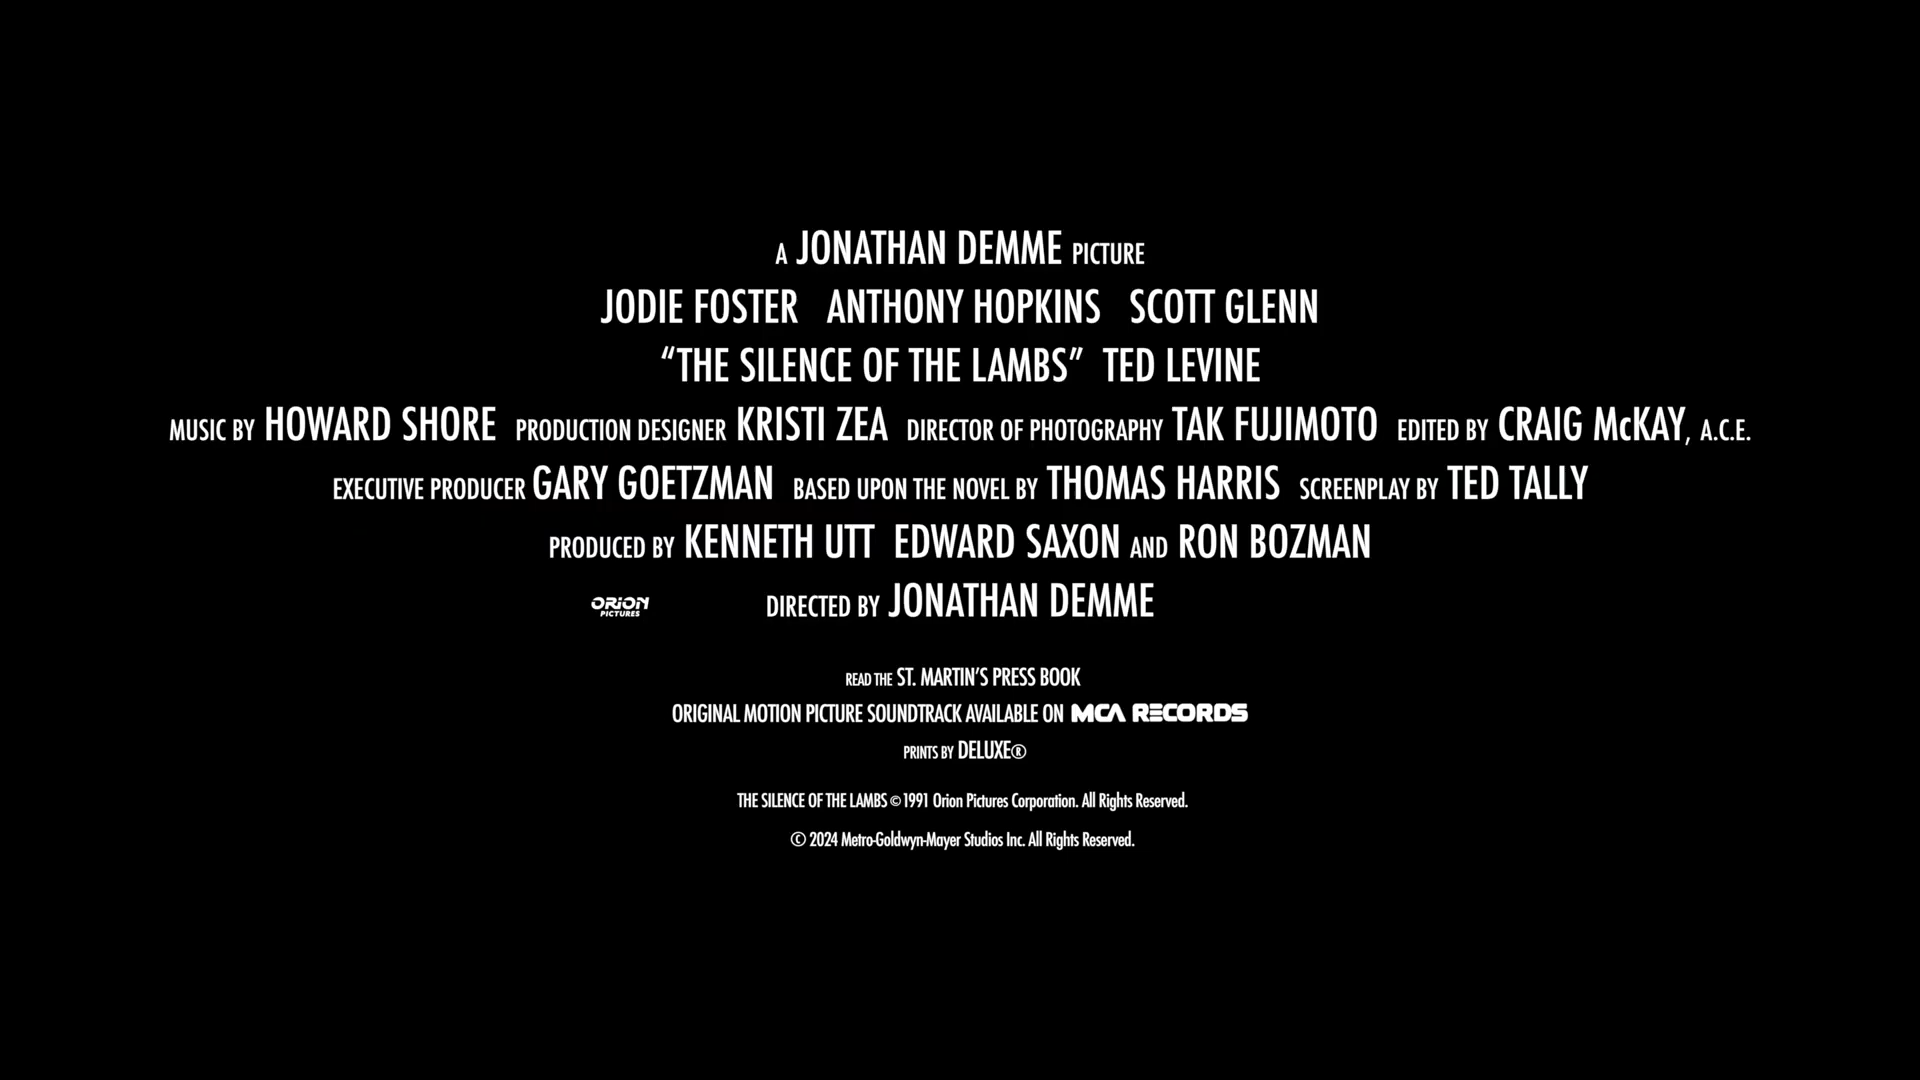 A JONATHAN DEMME PICTURE
JODIE FOSTER ANTHONY HOPKINS SCOTT GLENN
“THE SILENCE OF THE LAMBS” TED LEVINE
MUSIC BY HOWARD SHORE PRODUCTION DESIGNER KRISTI ZEA DIRECTOR OF PHOTOGRAPHY TAK FUJIMOTO EDITED BY CRAIG McKAY, A.C.E.
EXECUTIVE PRODUCER GARY GOETZMAN BASED UPON THE NOVEL BY THOMAS HARRIS SCREENPLAY BY TED TALLY
PRODUCED BY KENNETH UTT EDWARD SAXON AND RON BOZMAN
ORION PICTURES DIRECTED BY JONATHAN DEMME
READ THE ST. MARTIN’S PRESS BOOK
ORIGINAL MOTION PICTURE SOUNDTRACK AVAILABLE ON MCA RECORDS
PRINTS BY DELUXE®
THE SILENCE OF THE LAMBS © 1991 Orion Pictures Corporation. All Rights Reserved.
© 2024 Metro-Goldwyn-Mayer Studios Inc. All Rights Reserved.